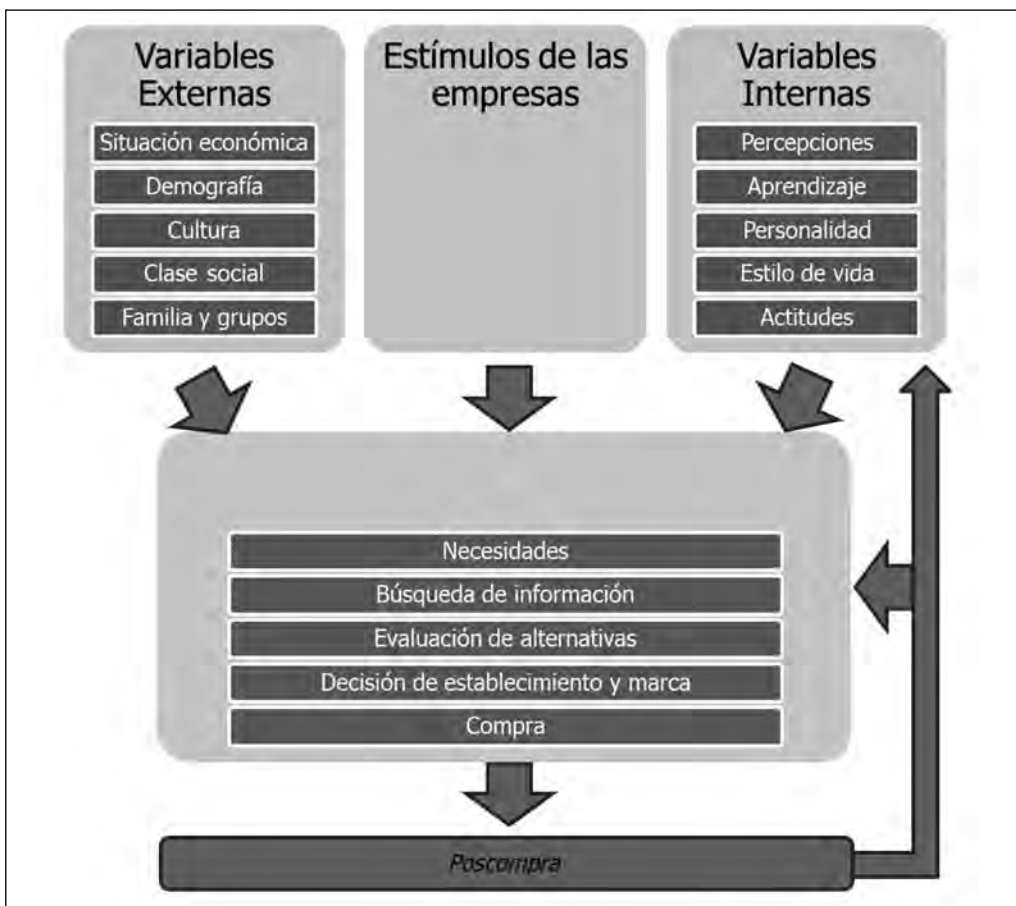 Variables
Externas
Situación económica
Demografía
Cultura
Clase social
Familia y grupos
Estímulos de las
empresas
Variables
Internas
Percepciones
Aprendizaje
Personalidad
Estilo de vida
Actitudes
Necesidades
Búsqueda de información
Evaluación de alternativas
Decisión de establecimiento y marca
Compra
Poscompra